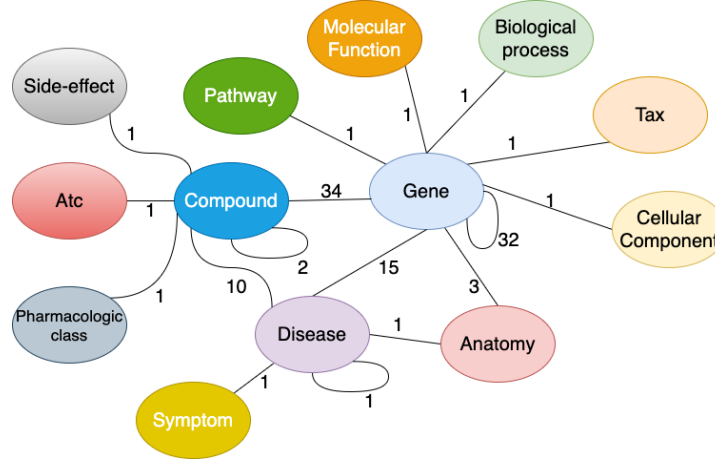 Molecular
Function
Biological
process
Side-effect
Pathway
Tax
1
1
1
1
1
Atc
1
Compound
34
Gene
1
Cellular
Component
32
2
15
10
3
1
Pharmacologic
class
Disease
1
Anatomy
1
1
Symptom